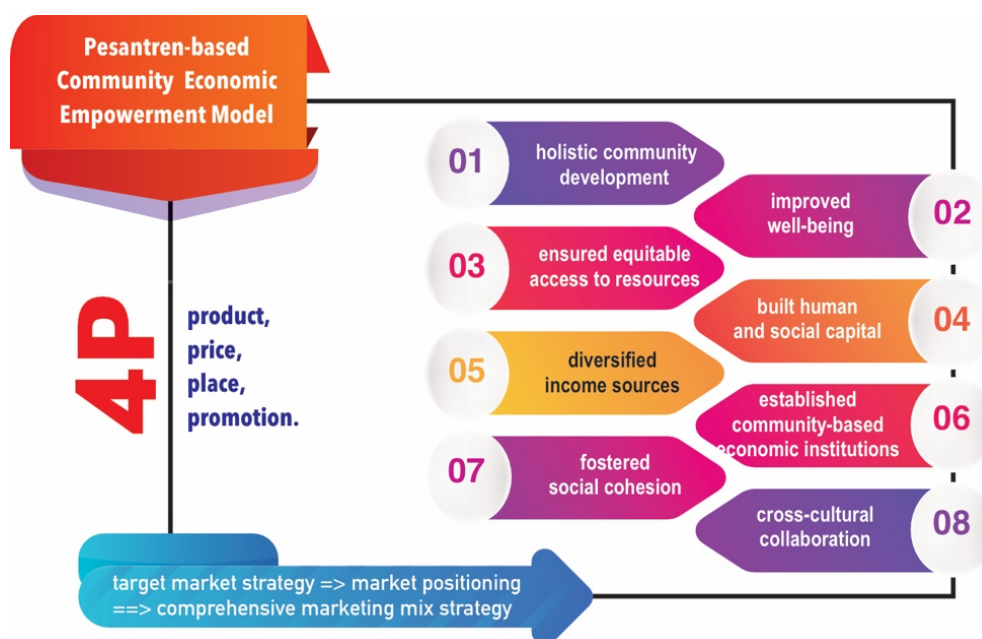 Pesantren-based
Community Economic
Empowerment Model
4P
product,
price,
place,
promotion.
target market strategy => market positioning
==> comprehensive marketing mix strategy
01
holistic community
development
improved
well-being
02
03
ensured equitable
access to resources
built human
and social capital
04
05
diversified
income sources
established
community-based
economic institutions
06
07
fostered
social cohesion
cross-cultural
collaboration
08